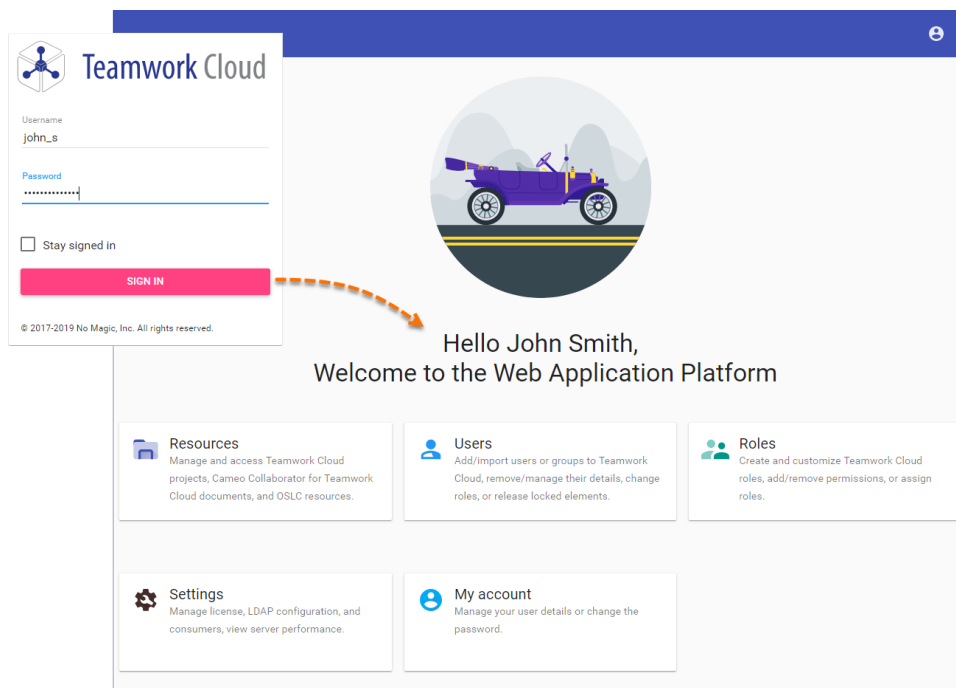 Teamwork Cloud
Username
john_s
Password
••••••••••••••
Stay signed in
SIGN IN
© 2017-2019 No Magic, Inc. All rights reserved.
Hello John Smith,
Welcome to the Web Application Platform
Resources
Manage and access Teamwork Cloud
projects, Cameo Collaborator for Teamwork
Cloud documents, and OSLC resources.
Users
Add/import users or groups to Teamwork
Cloud, remove/manage their details, change
roles, or release locked elements.
Roles
Create and customize Teamwork Cloud
roles, add/remove permissions, or assign
roles.
Settings
Manage license, LDAP configuration, and
consumers, view server performance.
My account
Manage your user details or change the
password.